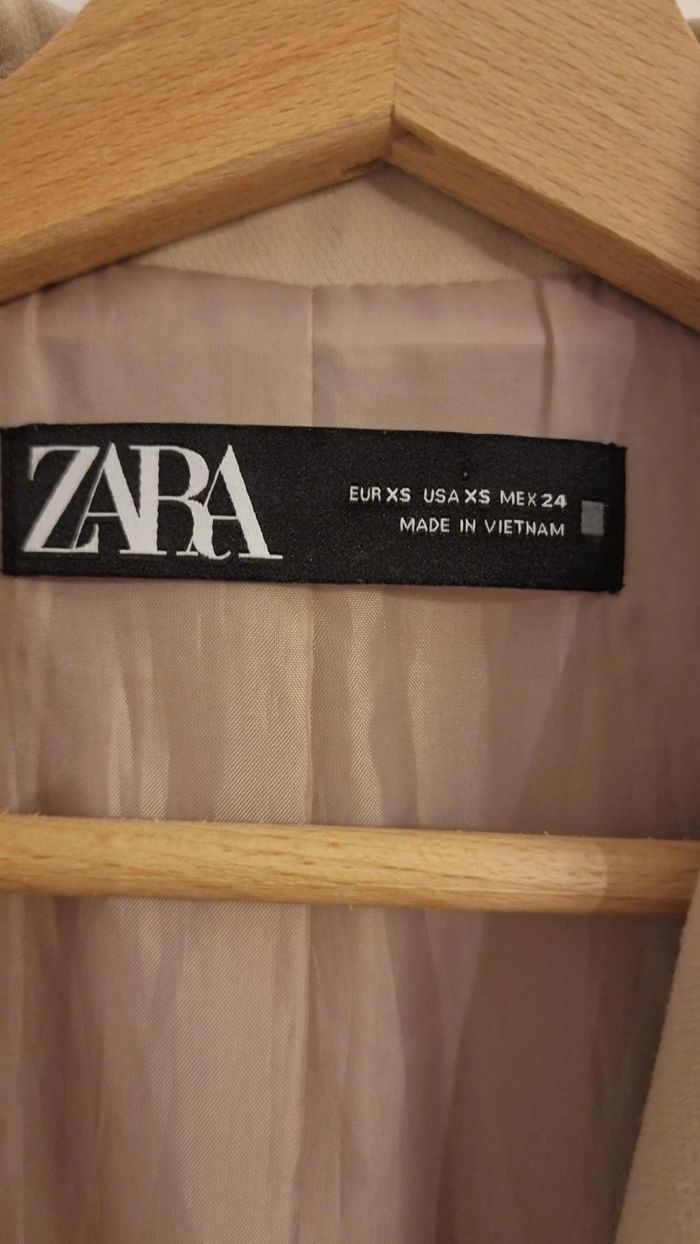 ZARA
EUR XS USA XS MEX 24
MADE IN VIETNAM